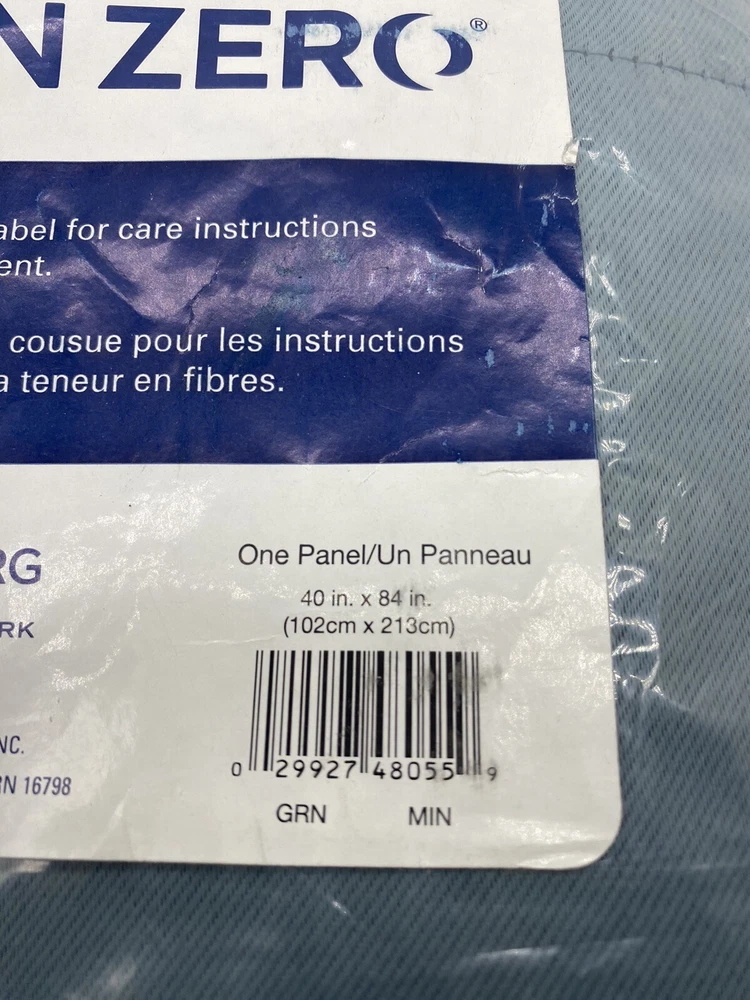 N ZERO®
abel for care instructions
ent.
cousue pour les instructions
a teneur en fibres.
RG
RK
One Panel/Un Panneau
40 in. x 84 in.
(102cm x 213cm)
NC.
RN 16798
0 29927 48055 9
GRN MIN